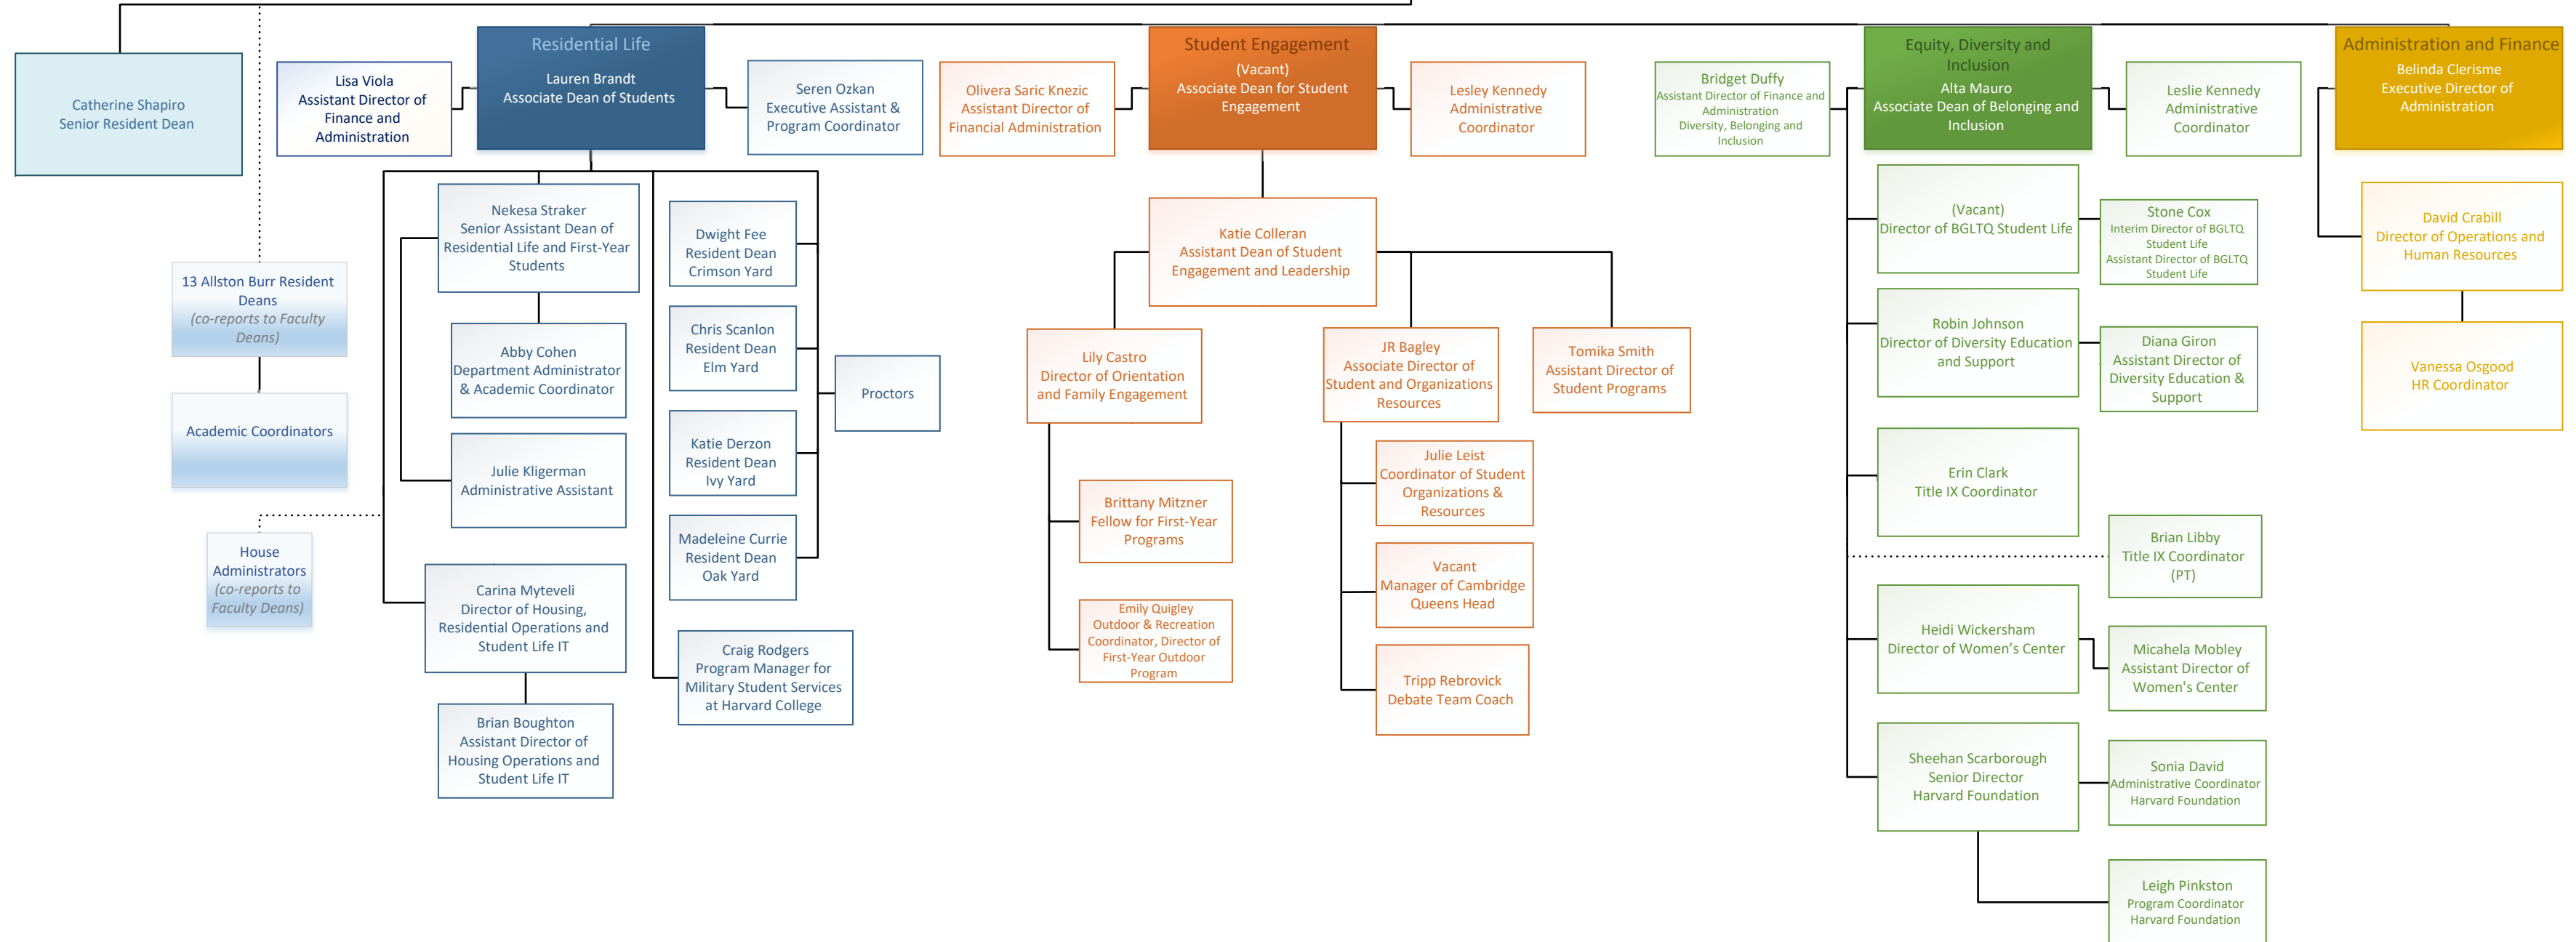 Catherine Shapiro
Senior Resident Dean
13 Allston Burr Resident
Deans
(co-reports to Faculty
Deans)
Academic Coordinators
House
Administrators
(co-reports to
Faculty Deans)
Lisa Viola
Assistant Director of
Finance and
Administration
Residential Life
Lauren Brandt
Associate Dean of Students
Seren Ozkan
Executive Assistant &
Program Coordinator
Nekesa Straker
Senior Assistant Dean of
Residential Life and First-Year
Students
Abby Cohen
Department Administrator
& Academic Coordinator
Julie Kligerman
Administrative Assistant
Carina Myteveli
Director of Housing,
Residential Operations and
Student Life IT
Brian Boughton
Assistant Director of
Housing Operations and
Student Life IT
Dwight Fee
Resident Dean
Crimson Yard
Chris Scanlon
Resident Dean
Elm Yard
Katie Derzon
Resident Dean
Ivy Yard
Madeleine Currie
Resident Dean
Oak Yard
Proctors
Craig Rodgers
Program Manager for
Military Student Services
at Harvard College
Olivera Saric Knezic
Assistant Director of
Financial Administration
Student Engagement
(Vacant)
Associate Dean for Student
Engagement
Lesley Kennedy
Administrative
Coordinator
Katie Colleran
Assistant Dean of Student
Engagement and Leadership
Lily Castro
Director of Orientation
and Family Engagement
Brittany Mitzner
Fellow for First-Year
Programs
Emily Quigley
Outdoor & Recreation
Coordinator, Director of
First-Year Outdoor
Program
JR Bagley
Associate Director of
Student and Organizations
Resources
Julie Leist
Coordinator of Student
Organizations &
Resources
Vacant
Manager of Cambridge
Queens Head
Tripp Rebrovick
Debate Team Coach
Tomika Smith
Assistant Director of
Student Programs
Bridget Duffy
Assistant Director of Finance and
Administration
Diversity, Belonging and
Inclusion
Equity, Diversity and
Inclusion
Alta Mauro
Associate Dean of Belonging and
Inclusion
Leslie Kennedy
Administrative
Coordinator
(Vacant)
Director of BGLTQ Student Life
Stone Cox
Interim Director of BGLTQ
Student Life
Assistant Director of BGLTQ
Student Life
Robin Johnson
Director of Diversity Education
and Support
Diana Giron
Assistant Director of
Diversity Education &
Support
Erin Clark
Title IX Coordinator
Brian Libby
Title IX Coordinator
(PT)
Heidi Wickersham
Director of Women’s Center
Micahela Mobley
Assistant Director of
Women's Center
Sheehan Scarborough
Senior Director
Harvard Foundation
Sonia David
Administrative Coordinator
Harvard Foundation
Leigh Pinkston
Program Coordinator
Harvard Foundation
Administration and Finance
Belinda Clerisme
Executive Director of
Administration
David Crabill
Director of Operations and
Human Resources
Vanessa Osgood
HR Coordinator